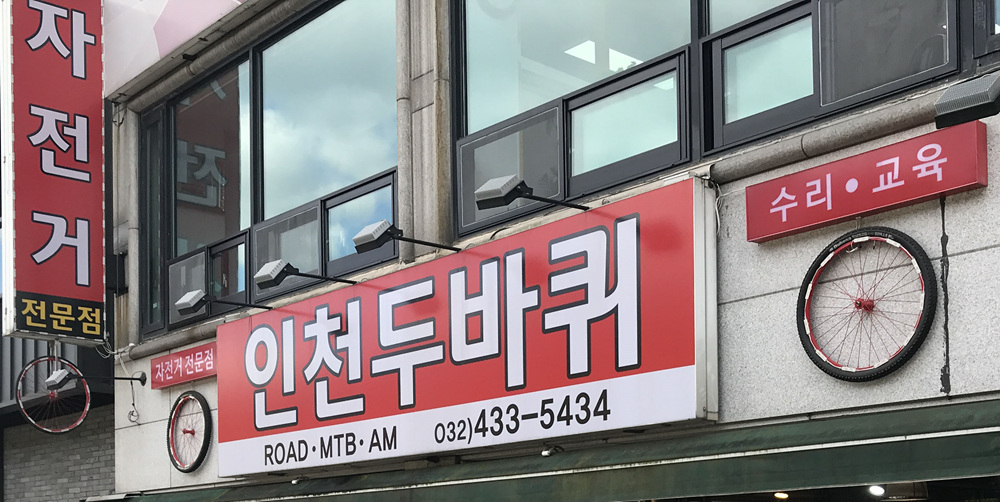 자전거
전문점
자전거 전문점
인천두바퀴
ROAD·MTB·AM
032)433-5434
수리·교육